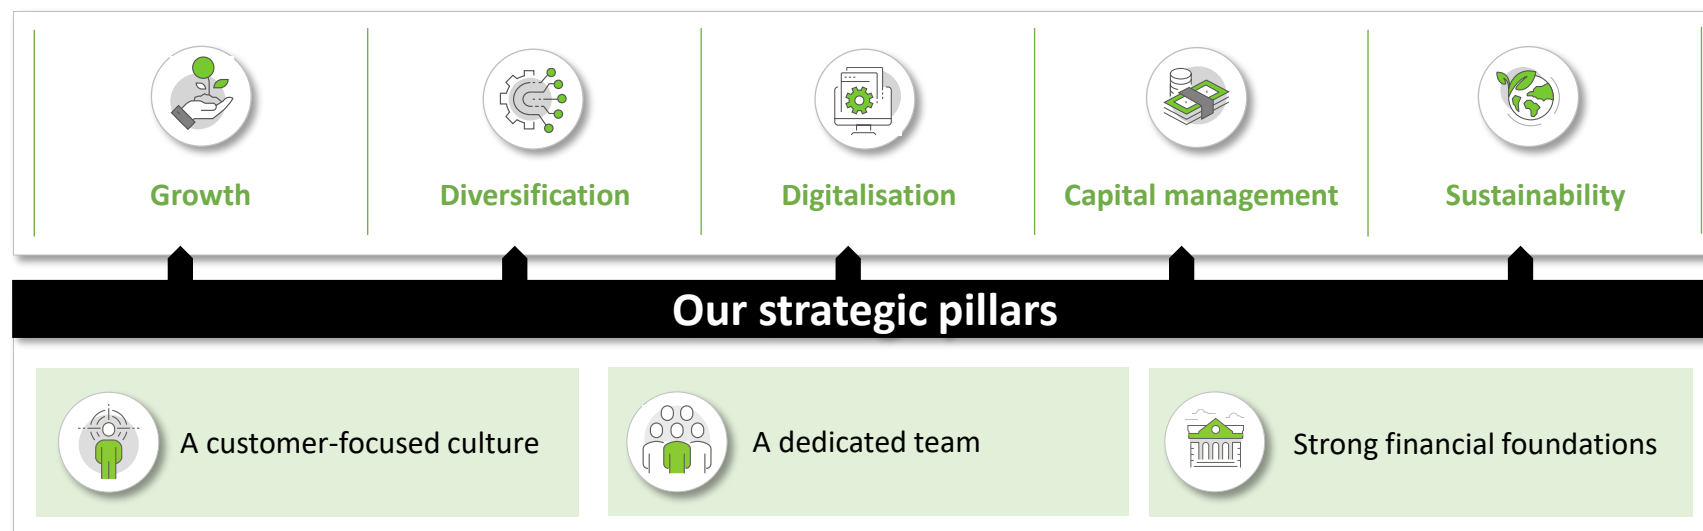 Growth
Diversification
Digitalisation
Capital management
Sustainability
Our strategic pillars
A customer-focused culture
A dedicated team
Strong financial foundations